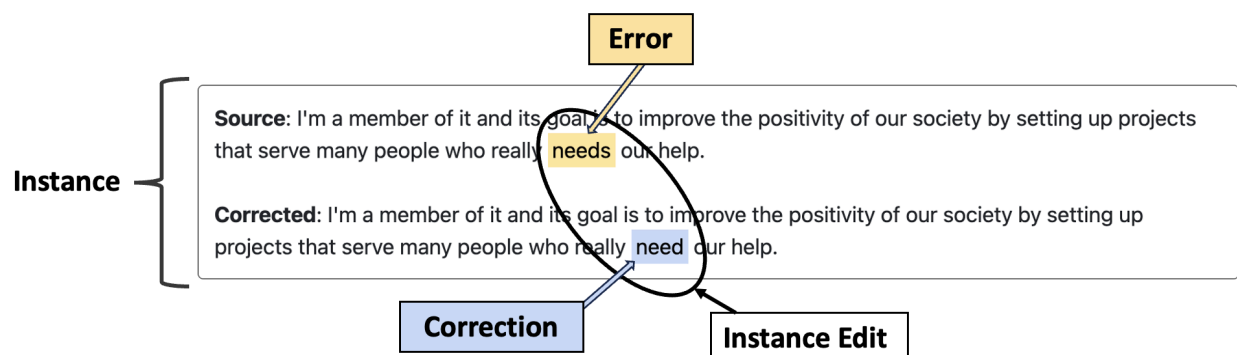 Error
Source: I'm a member of it and its goal is to improve the positivity of our society by setting up projects
that serve many people who really needs our help.
Instance
Corrected: I'm a member of it and its goal is to improve the positivity of our society by setting up
projects that serve many people who really need our help.
Correction
Instance Edit